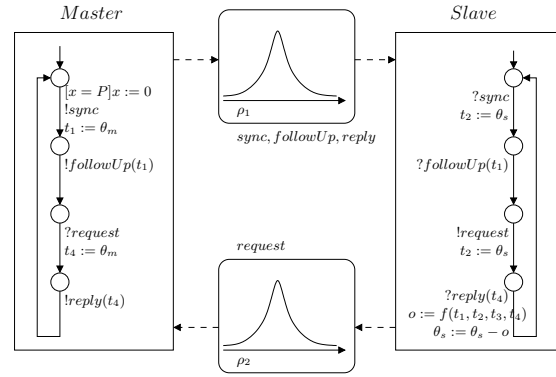 Master
[x = P]x := 0
!sync
t₁ := θₘ
!followUp(t₁)
?request
t₄ := θₘ
!reply(t₄)
ρ₁
sync, followUp, reply
request
ρ₂
Slave
?sync
t₂ := θₛ
?followUp(t₁)
!request
t₂ := θₛ
?reply(t₄)
o := f(t₁, t₂, t₃, t₄)
θₛ := θₛ − o